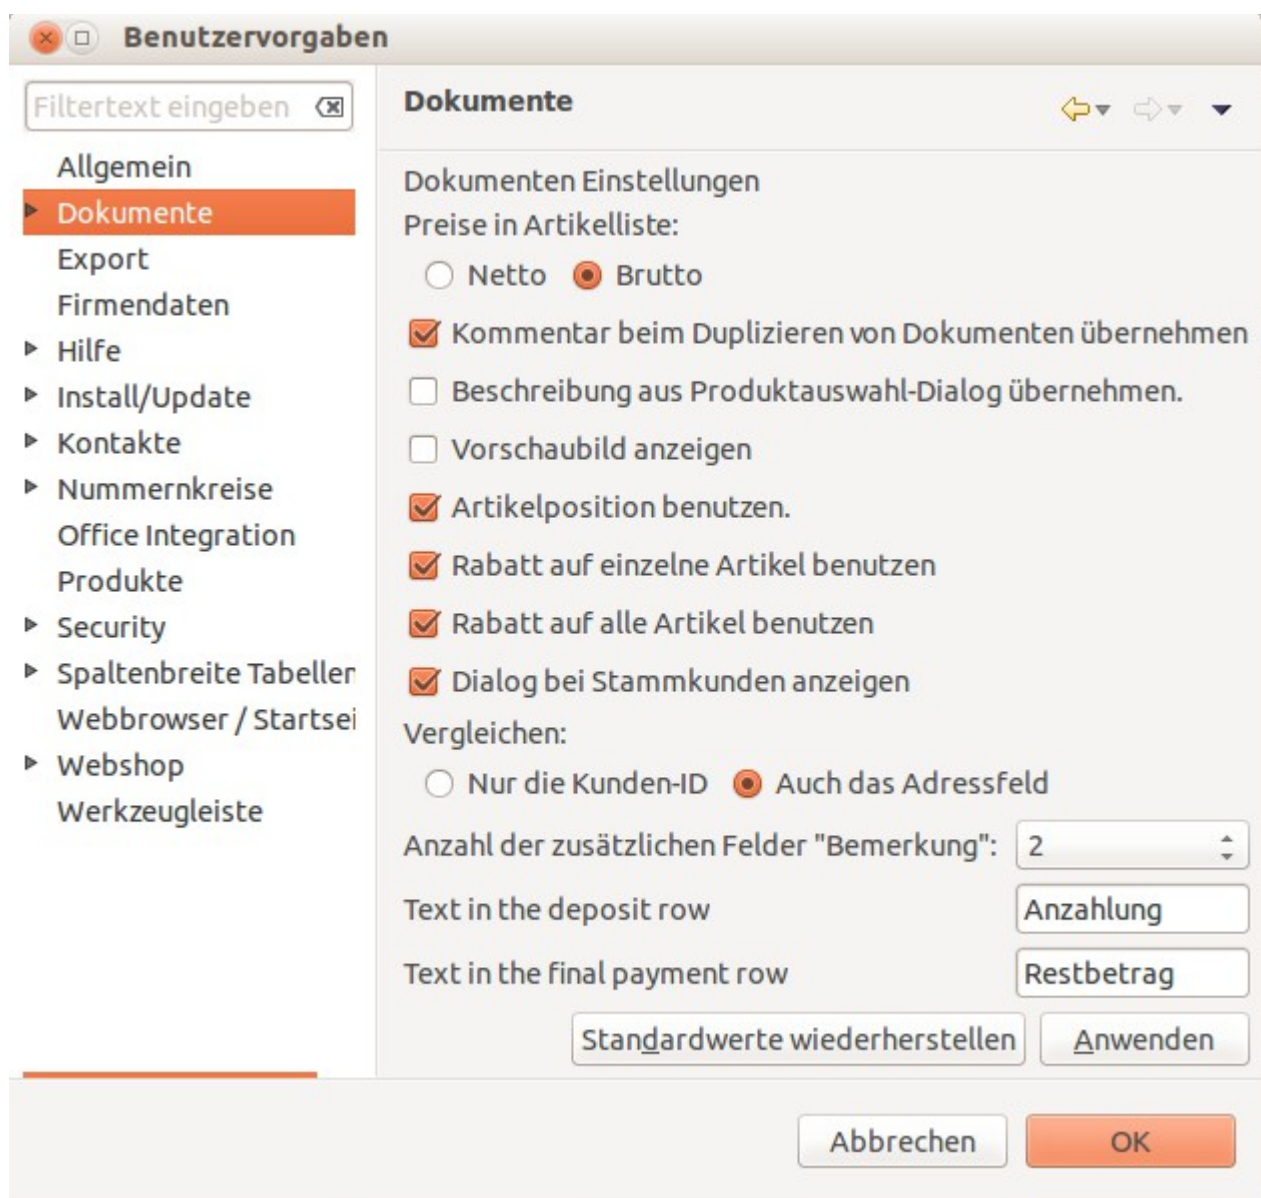 Benutzervorgaben
Filtertext eingeben
Allgemein
Dokumente
Export
Firmendaten
Hilfe
Install/Update
Kontakte
Nummernkreise
Office Integration
Produkte
Security
Spaltenbreite Tabellen
Webbrowser / Startsei
Webshop
Werkzeugleiste
Dokumente
Dokumenten Einstellungen
Preise in Artikelliste:
Netto Brutto
Kommentar beim Duplizieren von Dokumenten übernehmen
Beschreibung aus Produktauswahl-Dialog übernehmen.
Vorschaubild anzeigen
Artikelposition benutzen.
Rabatt auf einzelne Artikel benutzen
Rabatt auf alle Artikel benutzen
Dialog bei Stammkunden anzeigen
Vergleichen:
Nur die Kunden-ID Auch das Adressfeld
Anzahl der zusätzlichen Felder "Bemerkung": 2
Text in the deposit row Anzahlung
Text in the final payment row Restbetrag
Standardwerte wiederherstellen Anwenden
Abbrechen OK